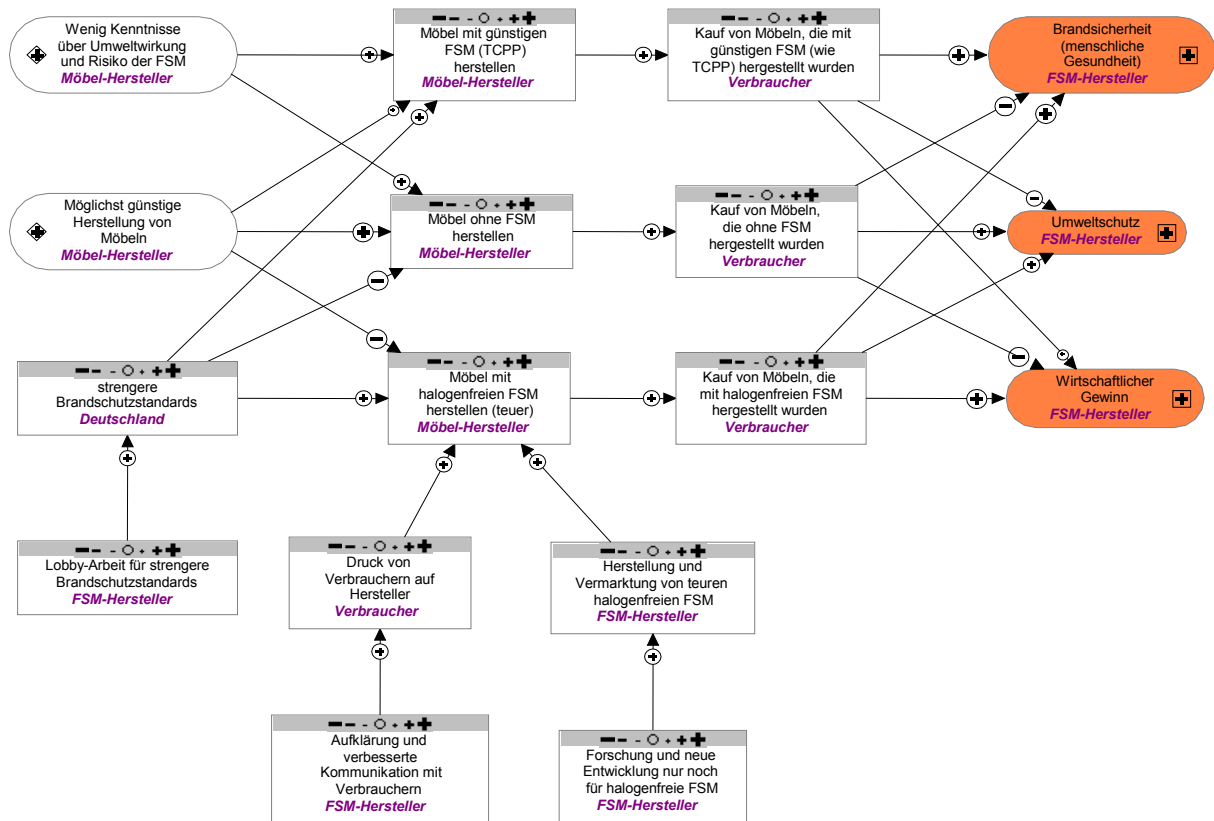 Wenig Kenntnisse
über Umweltwirkung
und Risiko der FSM
Möbel-Hersteller
Möbel mit günstigen
FSM (TCPP)
herstellen
Möbel-Hersteller
Kauf von Möbeln, die mit
günstigen FSM (wie
TCPP) hergestellt wurden
Verbraucher
Brandsicherheit
(menschliche
Gesundheit)
FSM-Hersteller
Möglichst günstige
Herstellung von
Möbeln
Möbel-Hersteller
Möbel ohne FSM
herstellen
Möbel-Hersteller
Kauf von Möbeln,
die ohne FSM
hergestellt wurden
Verbraucher
Umweltschutz
FSM-Hersteller
strengere
Brandschutzstandards
Deutschland
Möbel mit
halogenfreien FSM
herstellen (teuer)
Möbel-Hersteller
Kauf von Möbeln, die
mit halogenfreien FSM
hergestellt wurden
Verbraucher
Wirtschaftlicher
Gewinn
FSM-Hersteller
Lobby-Arbeit für strengere
Brandschutzstandards
FSM-Hersteller
Druck von
Verbrauchern auf
Hersteller
Verbraucher
Herstellung und
Vermarktung von teuren
halogenfreien FSM
FSM-Hersteller
Aufklärung und
verbesserte
Kommunikation mit
Verbrauchern
FSM-Hersteller
Forschung und neue
Entwicklung nur noch
für halogenfreie FSM
FSM-Hersteller